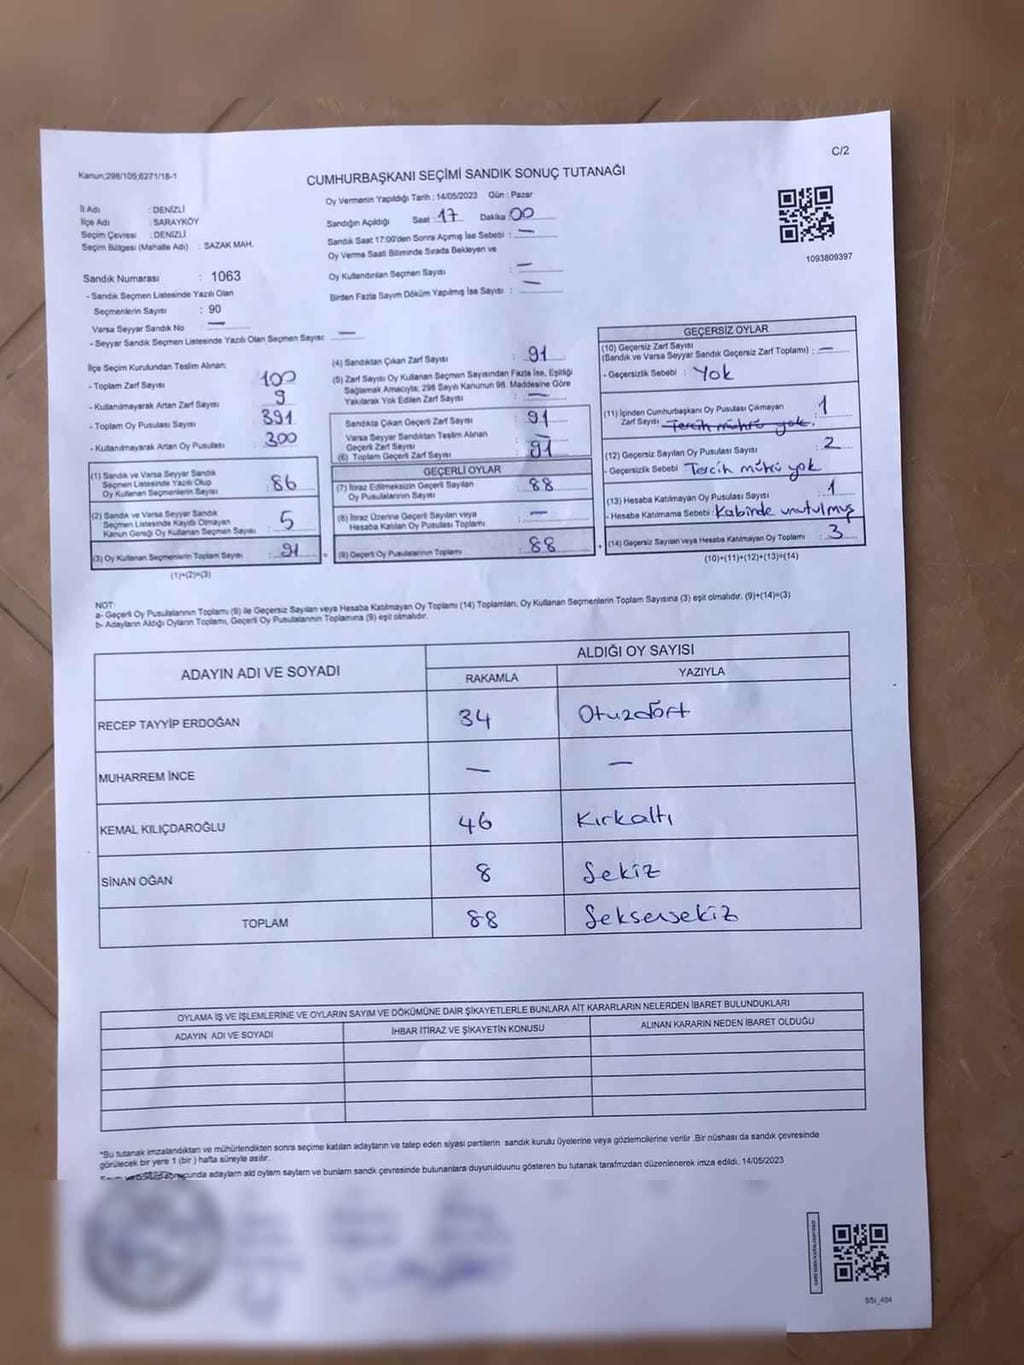 C/2
Kanun;298/105;6271/18-1
CUMHURBAŞKANI SEÇİMİ SANDIK SONUÇ TUTANAĞI
Oy Vermenin Yapıldığı Tarih : 14/05/2023 Gün : Pazar
İl Adı : DENİZLİ
İlçe Adı : SARAYKÖY
Seçim Çevresi : DENİZLİ
Seçim Bölgesi (Mahalle Adı) : SAZAK MAH.
Sandığın Açıldığı Saat 17 Dakika 00
Sandık Saat 17:00'den Sonra Açmış İse Sebebi : —
Oy Verme Saati Bitiminde Sırada Bekleyen ve
Oy Kullandırılan Seçmen Sayısı : —
Birden Fazla Sayım Döküm Yapılmış İse Sayısı : —
1093809397
Sandık Numarası : 1063
- Sandık Seçmen Listesinde Yazılı Olan
Seçmenlerin Sayısı : 90
Varsa Seyyar Sandık No —
- Seyyar Sandık Seçmen Listesinde Yazılı Olan Seçmen Sayısı: —
İlçe Seçim Kurulundan Teslim Alınan;
- Toplam Zarf Sayısı 100
- Kullanılmayarak Artan Zarf Sayısı : 9
- Toplam Oy Pusulası Sayısı : 391
- Kullanılmayarak Artan Oy Pusulası : 300
(1) Sandık ve Varsa Seyyar Sandık
Seçmen Listesinde Yazılı Olup
Oy Kullanan Seçmenlerin Sayısı : 86
(2) Sandık ve Varsa Seyyar Sandık
Seçmen Listesinde Kayıtlı Olmayan
Kanun Gereği Oy Kullanan Seçmen Sayısı : 5
(3) Oy Kullanan Seçmenlerin Toplam Sayısı : 91 =
(1)+(2)=(3)
(4) Sandıktan Çıkan Zarf Sayısı : 91
(5) Zarf Sayısı Oy Kullanan Seçmen Sayısından Fazla İse, Eşitliği
Sağlamak Amacıyla; 298 Sayılı Kanunun 98. Maddesine Göre
Yakılarak Yok Edilen Zarf Sayısı : —
Sandıkta Çıkan Geçerli Zarf Sayısı : 91
Varsa Seyyar Sandıktan Teslim Alınan
Geçerli Zarf Sayısı —
(6) Toplam Geçerli Zarf Sayısı : 91
GEÇERLİ OYLAR
(7) İtiraz Edilmeksizin Geçerli Sayılan
Oy Pusulalarının Sayısı : 88
(8) İtiraz Üzerine Geçerli Sayılan veya
Hesaba Katılan Oy Pusulası Toplamı : —
(9) Geçerli Oy Pusulalarının Toplamı : 88 +
GEÇERSİZ OYLAR
(10) Geçersiz Zarf Sayısı
(Sandık ve Varsa Seyyar Sandık Geçersiz Zarf Toplamı) : —
- Geçersizlik Sebebi : Yok
(11) İçinden Cumhurbaşkanı Oy Pusulası Çıkmayan
Zarf Sayısı : Tercih mührü yok. 1
(12) Geçersiz Sayılan Oy Pusulası Sayısı : 2
- Geçersizlik Sebebi Tercih mührü yok
(13) Hesaba Katılmayan Oy Pusulası Sayısı : 1
- Hesaba Katılmama Sebebi : Kabinde unutulmuş
(14) Geçersiz Sayılan veya Hesaba Katılmayan Oy Toplamı : 3
(10)+(11)+(12)+(13)=(14)
NOT:
a- Geçerli Oy Pusulalarının Toplamı (9) ile Geçersiz Sayılan veya Hesaba Katılmayan Oy Toplamı (14) Toplamları, Oy Kullanan Seçmenlerin Toplam Sayısına (3) eşit olmalıdır. (9)+(14)=(3)
b- Adayların Aldığı Oyların Toplamı, Geçerli Oy Pusulalarının Toplamına (9) eşit olmalıdır.
ADAYIN ADI VE SOYADI ALDIĞI OY SAYISI
RAKAMLA YAZIYLA
RECEP TAYYİP ERDOĞAN 34 Otuzdört
MUHARREM İNCE — —
KEMAL KILIÇDAROĞLU 46 Kırkaltı
SİNAN OĞAN 8 Sekiz
TOPLAM 88 Seksensekiz
OYLAMA İŞ VE İŞLEMLERİNE VE OYLARIN SAYIM VE DÖKÜMÜNE DAİR ŞİKAYETLERLE BUNLARA AİT KARARLARIN NELERDEN İBARET BULUNDUKLARI
ADAYIN ADI VE SOYADI İHBAR İTİRAZ VE ŞİKAYETİN KONUSU ALINAN KARARIN NEDEN İBARET OLDUĞU
*Bu tutanak imzalandıktan ve mühürlendikten sonra seçime katılan adayların ve talep eden siyasi partilerin sandık kurulu üyelerine veya gözlemcilerine verilir .Bir nüshası da sandık çevresinde
görülecek bir yere 1 (bir ) hafta süreyle asılır.
adaylarn ald oylarn saylarn ve bunlarn sandk çevresinde bulunanlara duyurulduunu gösteren bu tutanak tarafmzdan düzenlenerek imza edildi. 14/05/2023